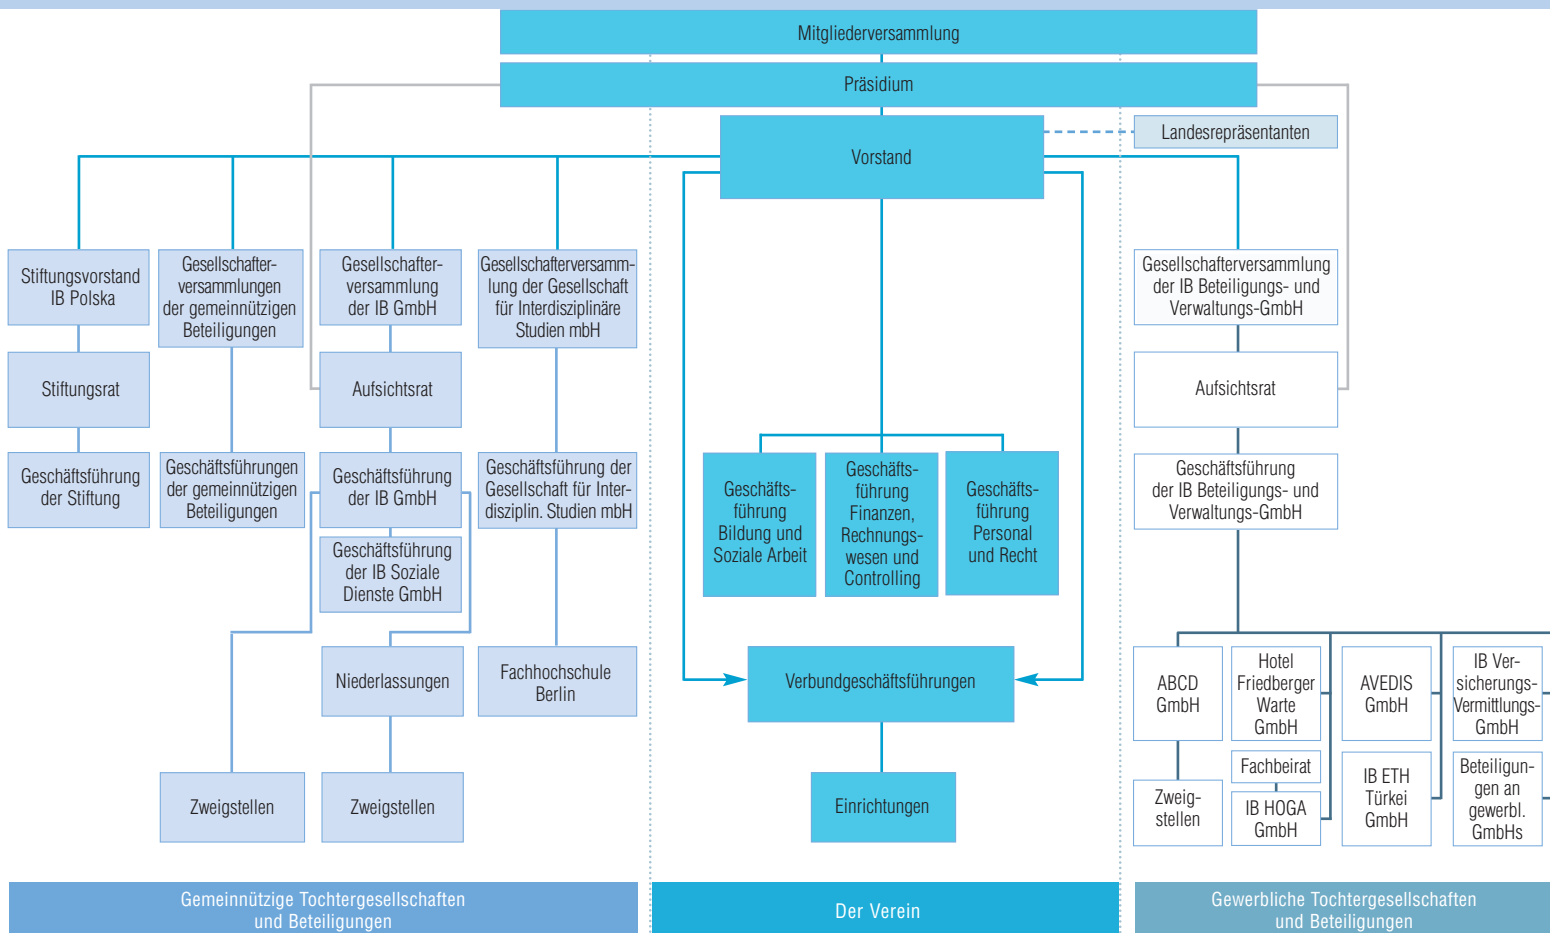 Mitgliederversammlung
Präsidium
Vorstand
Landesrepräsentanten
Stiftungsvorstand
IB Polska
Gesellschafter-
versammlungen
der gemeinnützigen
Beteiligungen
Gesellschafter-
versammlung
der IB GmbH
Gesellschafterversamm-
lung der Gesellschaft
für Interdisziplinäre
Studien mbH
Gesellschafterversammlung
der IB Beteiligungs- und
Verwaltungs-GmbH
Stiftungsrat
Aufsichtsrat
Aufsichtsrat
Geschäftsführung
der Stiftung
Geschäftsführungen
der gemeinnützigen
Beteiligungen
Geschäftsführung
der IB GmbH
Geschäftsführung der
Gesellschaft für Inter-
disziplin. Studien mbH
Geschäfts-
führung
Bildung und
Soziale Arbeit
Geschäfts-
führung
Finanzen,
Rechnungs-
wesen und
Controlling
Geschäfts-
führung
Personal
und Recht
Geschäftsführung
der IB Beteiligungs- und
Verwaltungs-GmbH
Geschäftsführung
der IB Soziale
Dienste GmbH
Niederlassungen
Fachhochschule
Berlin
Verbundgeschäftsführungen
ABCD
GmbH
Hotel
Friedberger
Warte
GmbH
AVEDIS
GmbH
IB Ver-
sicherungs-
Vermittlungs-
GmbH
Zweigstellen
Zweigstellen
Einrichtungen
Zweig-
stellen
Fachbeirat
IB HOGA
GmbH
IB ETH
Türkei
GmbH
Beteiligun-
gen an
gewerbl.
GmbHs
Gemeinnützige Tochtergesellschaften
und Beteiligungen
Der Verein
Gewerbliche Tochtergesellschaften
und Beteiligungen